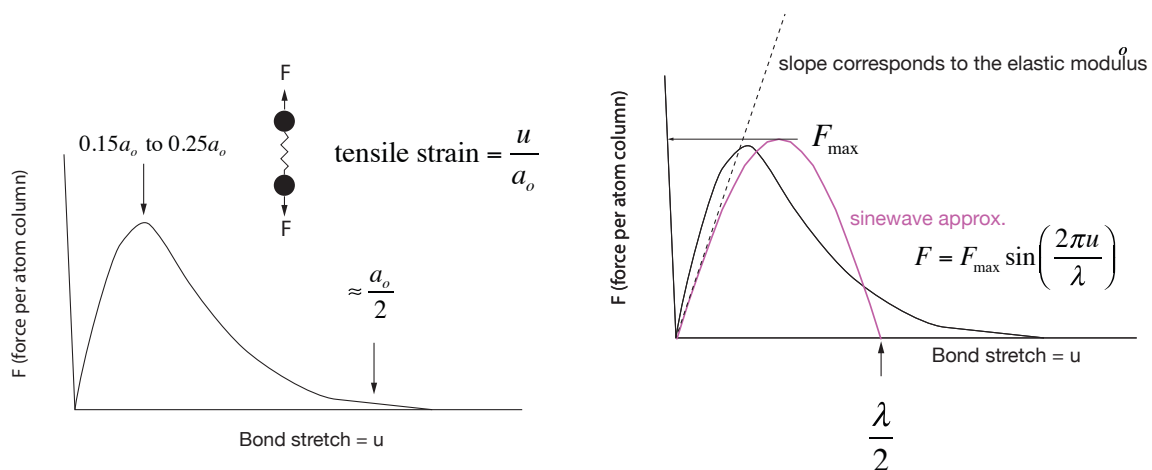 F
0.15a_o to 0.25a_o
tensile strain = u/a_o
F
≈ a_o/2
F (force per atom column)
Bond stretch = u
o
slope corresponds to the elastic modulus
F_max
sinewave approx.
F = F_max sin(2πu/λ)
F (force per atom column)
Bond stretch = u
λ/2